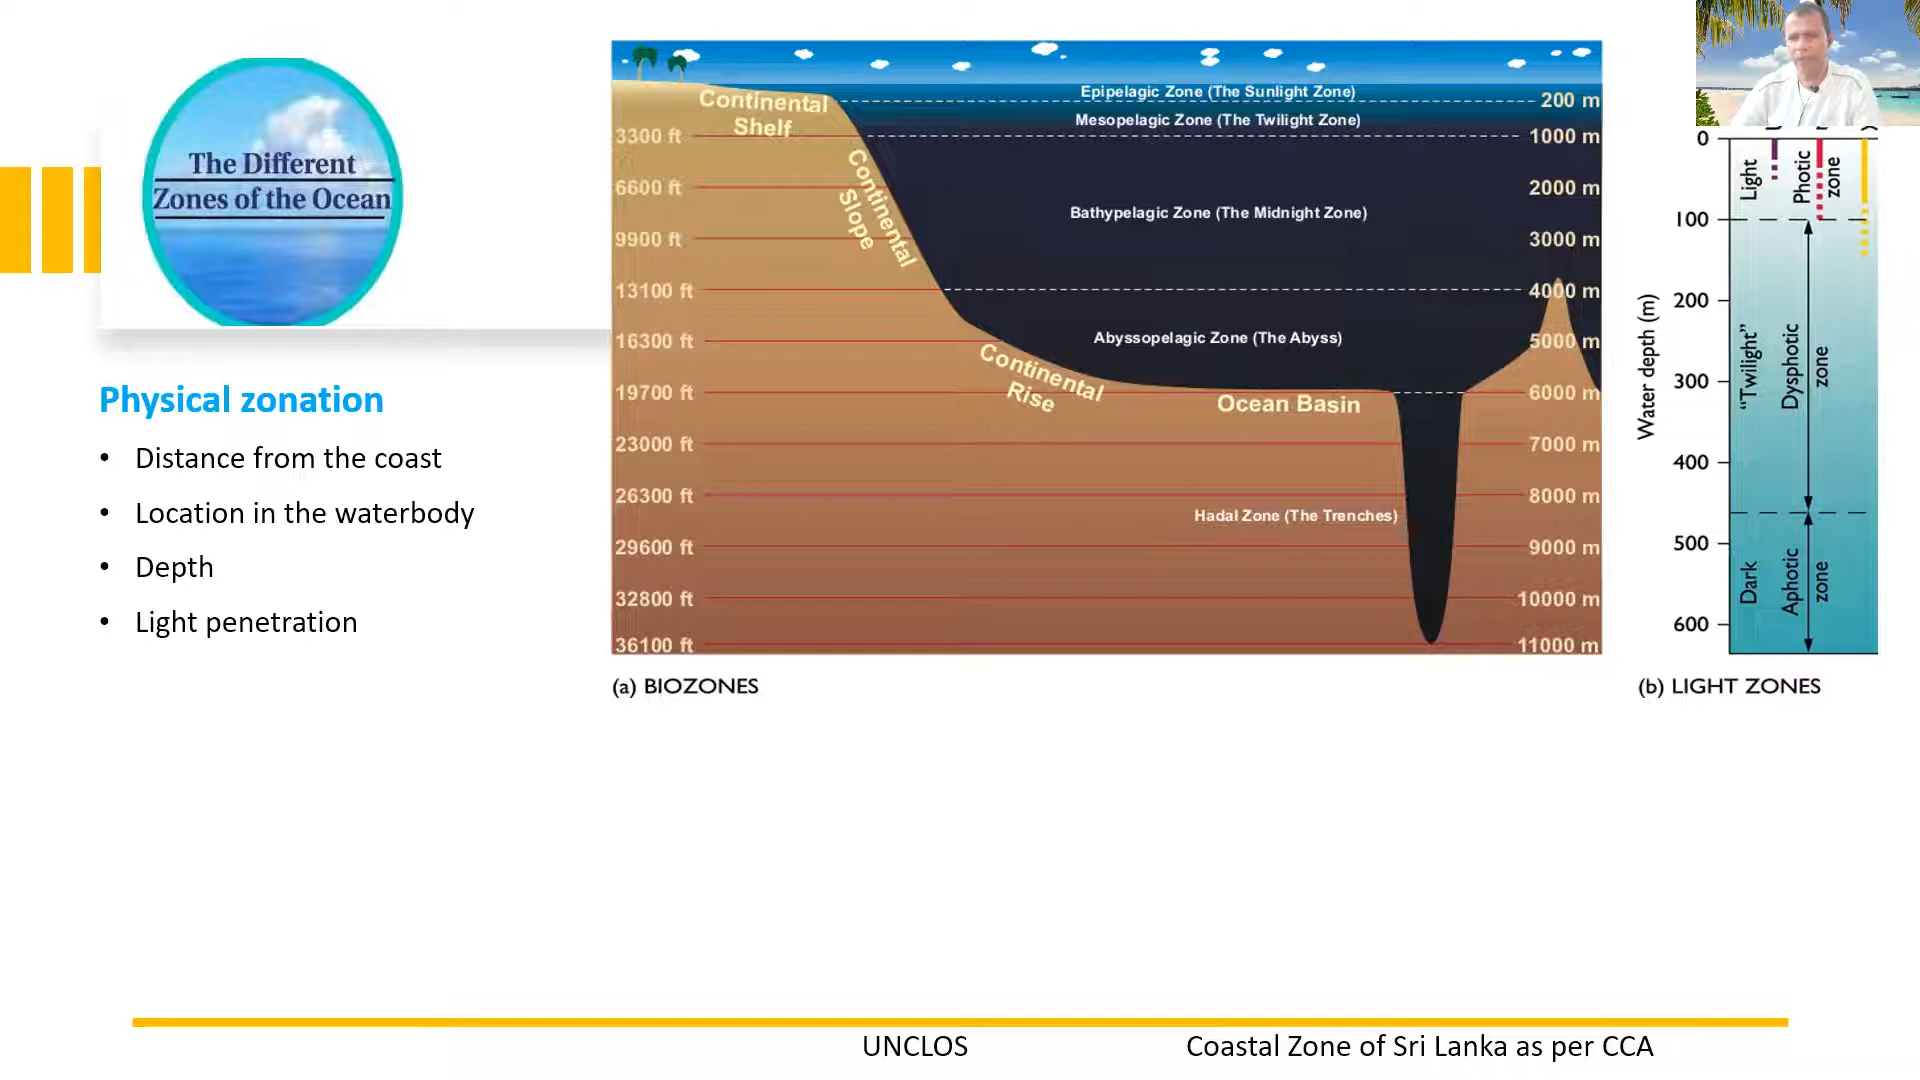 The Different
Zones of the Ocean
Physical zonation
• Distance from the coast
• Location in the waterbody
• Depth
• Light penetration
Epipelagic Zone (The Sunlight Zone)
200 m
Continental
Shelf
Mesopelagic Zone (The Twilight Zone)
3300 ft
1000 m
Continental
Slope
6600 ft
2000 m
Bathypelagic Zone (The Midnight Zone)
9900 ft
3000 m
13100 ft
4000 m
Abyssopelagic Zone (The Abyss)
16300 ft
5000 m
Continental
Rise
19700 ft
6000 m
Ocean Basin
23000 ft
7000 m
26300 ft
8000 m
Hadal Zone (The Trenches)
29600 ft
9000 m
32800 ft
10000 m
36100 ft
11000 m
(a) BIOZONES
Water depth (m)
0
100
200
300
400
500
600
Light
Photic
zone
"Twilight"
Dysphotic
zone
Dark
Aphotic
zone
(b) LIGHT ZONES
UNCLOS
Coastal Zone of Sri Lanka as per CCA